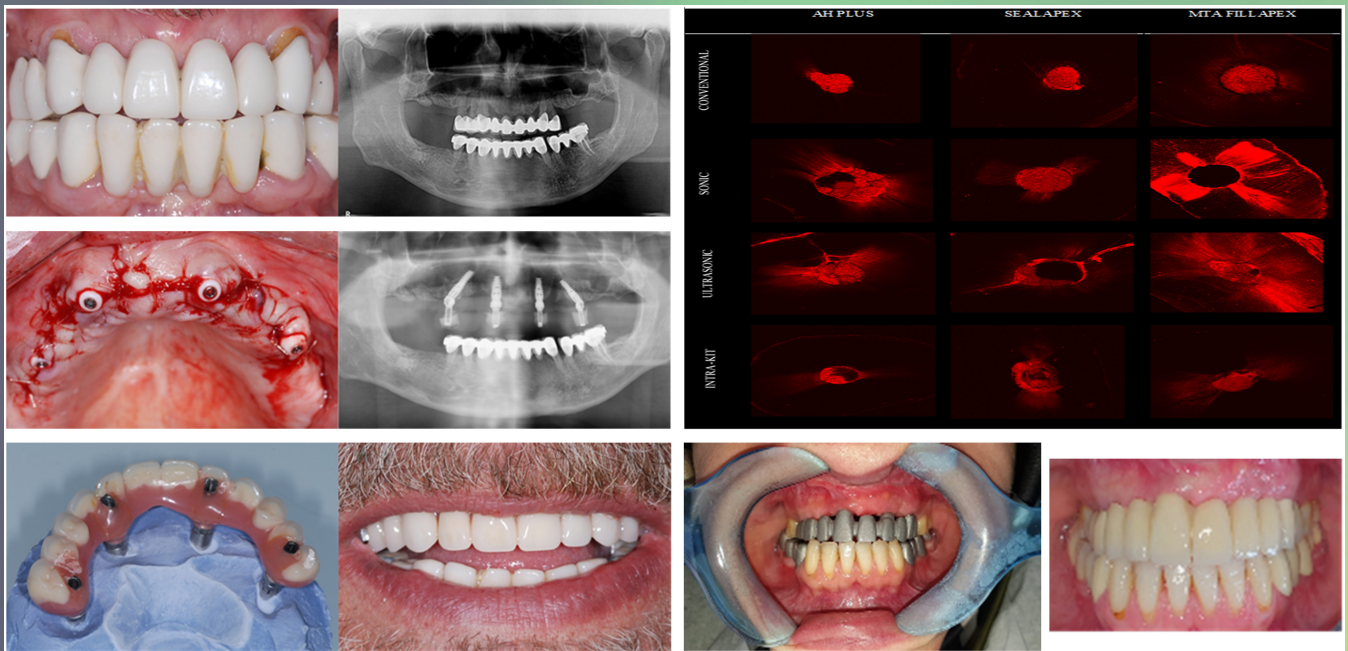 AH PLUS
SEALAPEX
MTA FILLAPEX
CONVENTIONAL
SONIC
ULTRASONIC
INTRA-KIT
R